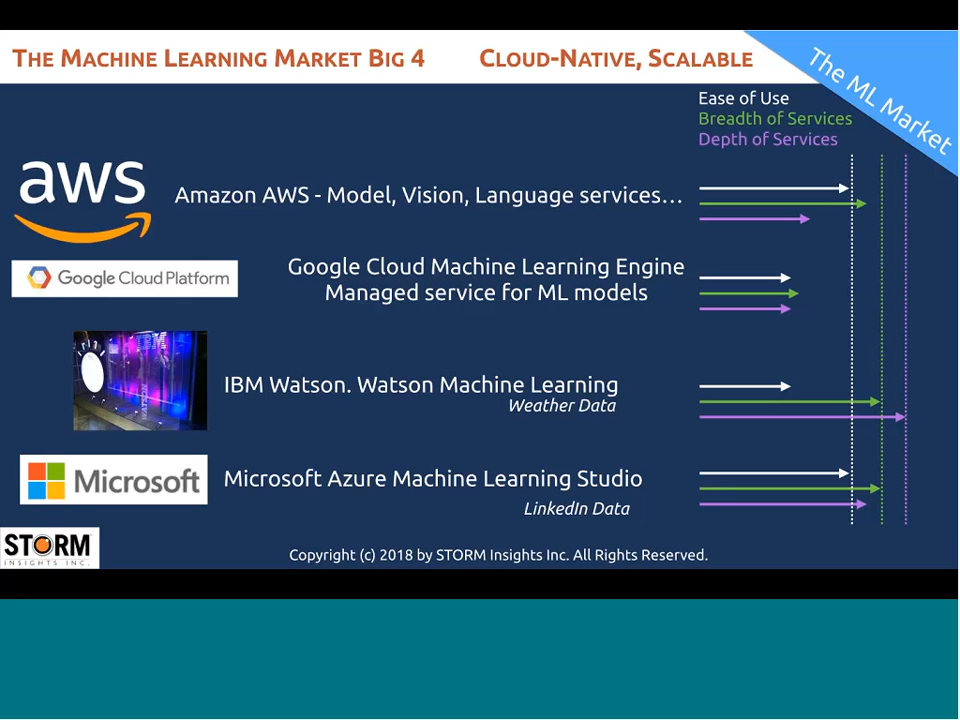 THE MACHINE LEARNING MARKET BIG 4 CLOUD-NATIVE, SCALABLE
The ML Market
Ease of Use
Breadth of Services
Depth of Services
aws
Amazon AWS - Model, Vision, Language services...
Google Cloud Platform
Google Cloud Machine Learning Engine
Managed service for ML models
IBM
WATSON
IBM Watson. Watson Machine Learning
Weather Data
Microsoft
Microsoft Azure Machine Learning Studio
LinkedIn Data
STORM
INSIGHTS INC.
Copyright (c) 2018 by STORM Insights Inc. All Rights Reserved.